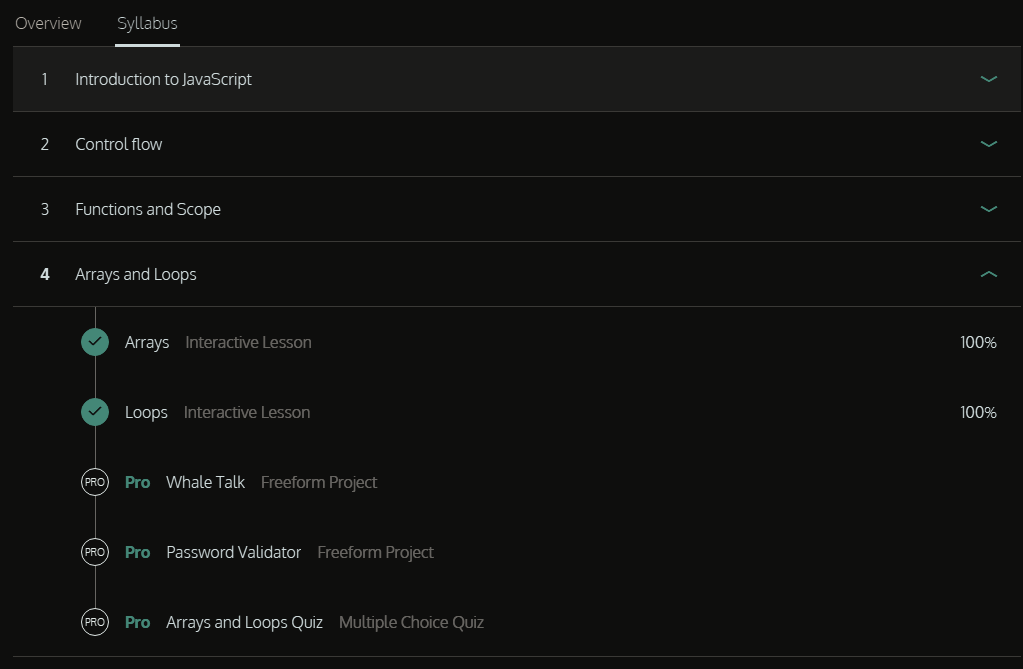 Overview Syllabus
1 Introduction to JavaScript
2 Control flow
3 Functions and Scope
4 Arrays and Loops
Arrays Interactive Lesson 100%
Loops Interactive Lesson 100%
PRO Pro Whale Talk Freeform Project
PRO Pro Password Validator Freeform Project
PRO Pro Arrays and Loops Quiz Multiple Choice Quiz